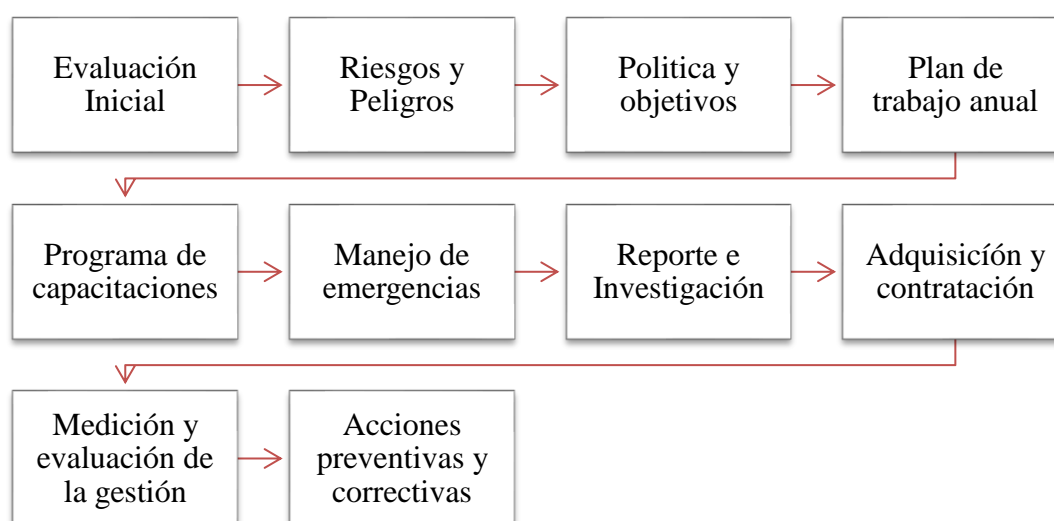 Evaluación
Inicial
Riesgos y
Peligros
Politica y
objetivos
Plan de
trabajo anual
Programa de
capacitaciones
Manejo de
emergencias
Reporte e
Investigación
Adquisicíón y
contratación
Medición y
evaluación de
la gestión
Acciones
preventivas y
correctivas